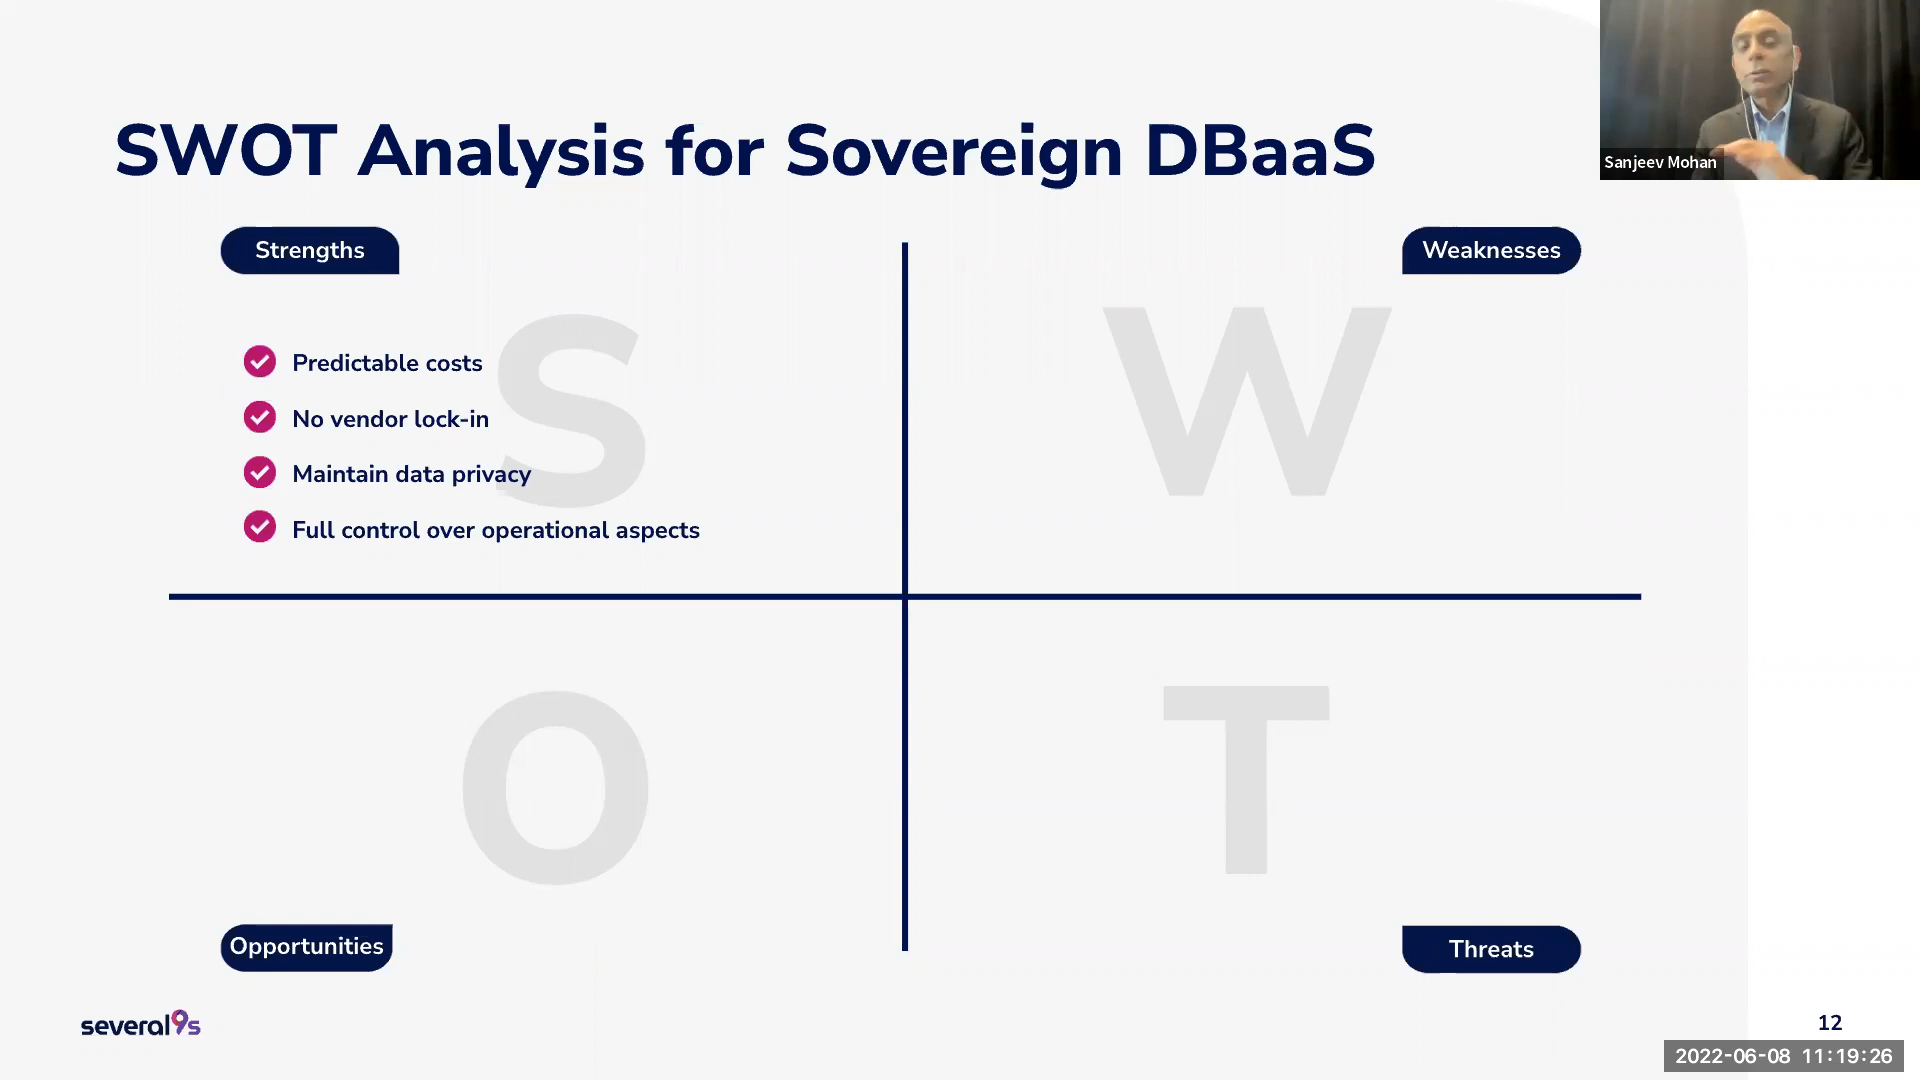 Sanjeev Mohan
SWOT Analysis for Sovereign DBaaS
Strengths
Weaknesses
S
W
Predictable costs
No vendor lock-in
Maintain data privacy
Full control over operational aspects
O
T
Opportunities
Threats
several9s
12
2022-06-08 11:19:26